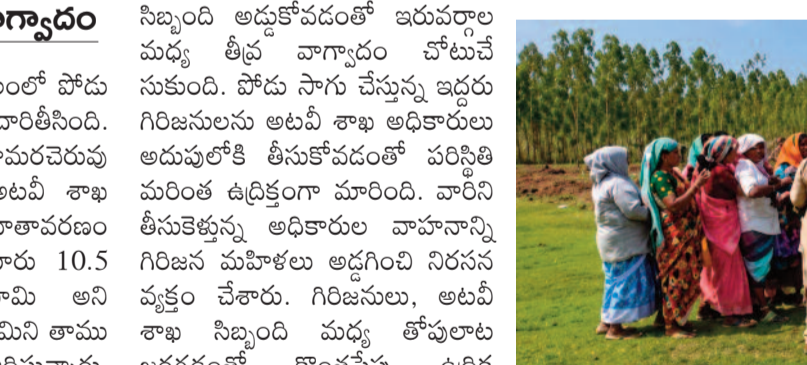 గ్వాదం
లో పోడు
దారితీసింది.
మరచెరువు
అటవీ శాఖ
వాతావరణం
10.5
అని
మిని తాము
సిబ్బంది అడ్డుకోవడంతో ఇరువర్గాల
మధ్య తీవ్ర వాగ్వాదం చోటుచే
సుకుంది. పోడు సాగు చేస్తున్న ఇద్దరు
గిరిజనులను అటవీ శాఖ అధికారులు
అదుపులోకి తీసుకోవడంతో పరిస్థితి
మరింత ఉద్రిక్తంగా మారింది. వారిని
తీసుకెళ్తున్న అధికారుల వాహనాన్ని
గిరిజన మహిళలు అడ్డగించి నిరసన
వ్యక్తం చేశారు. గిరిజనులు, అటవీ
శాఖ సిబ్బంది మధ్య తోపులాట